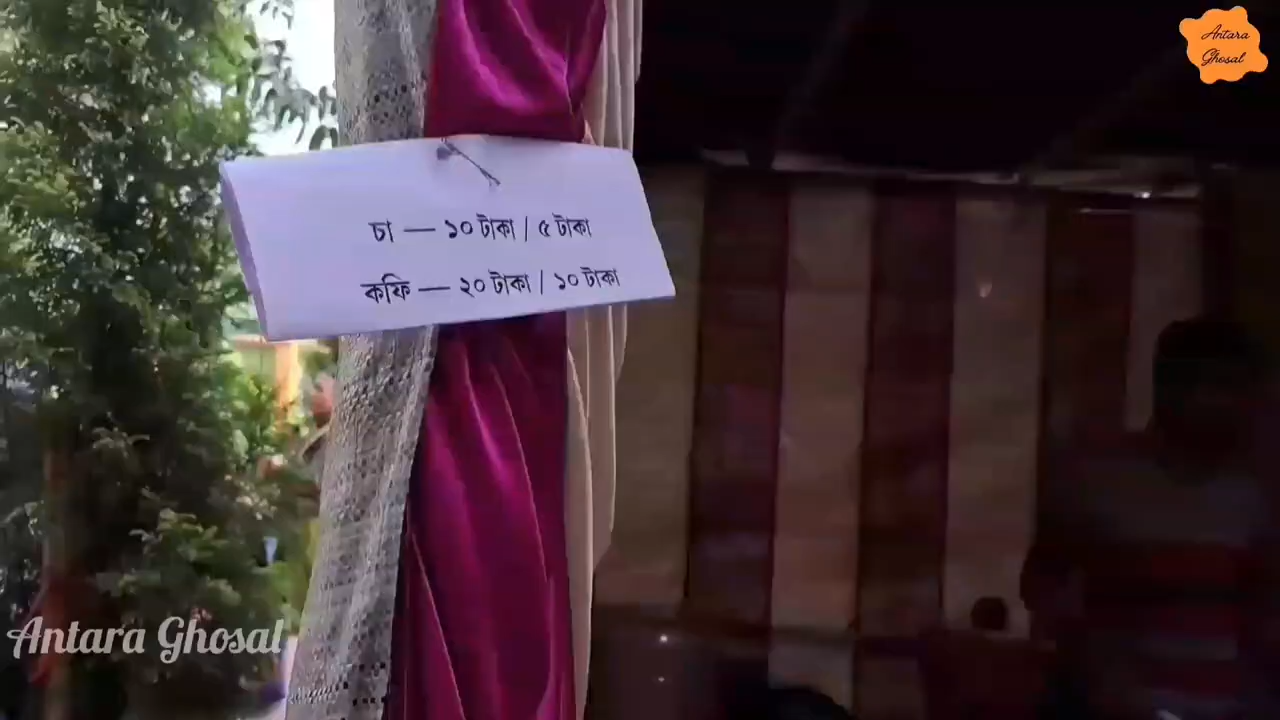 Antara
Ghosal
চা — ১০ টাকা / ৫ টাকা
কফি — ২০ টাকা / ১০ টাকা
Antara Ghosal